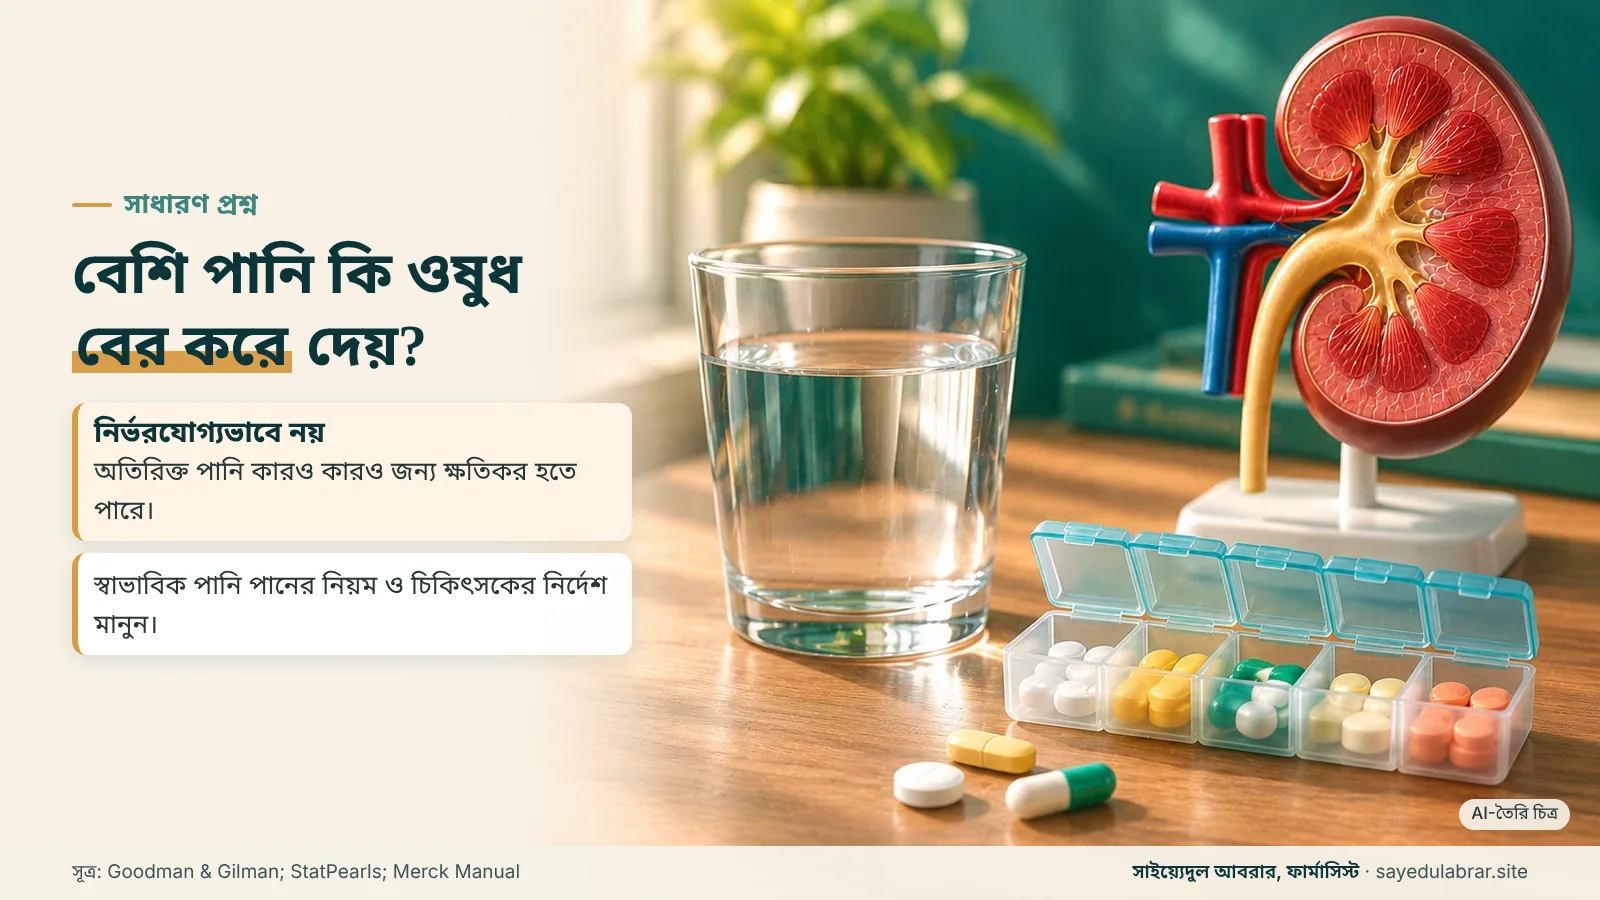 সাধারণ প্রশ্ন
বেশি পানি কি ওষুধ
বের করে দেয়?
নির্ভরযোগ্যভাবে নয়
অতিরিক্ত পানি কারও কারও জন্য ক্ষতিকর হতে
পারে।
স্বাভাবিক পানি পানের নিয়ম ও চিকিৎসকের নির্দেশ
মানুন।
AI-তৈরি চিত্র
সূত্র: Goodman & Gilman; StatPearls; Merck Manual
সাইয়্যেদুল আবরার, ফার্মাসিস্ট · sayedulabrar.site